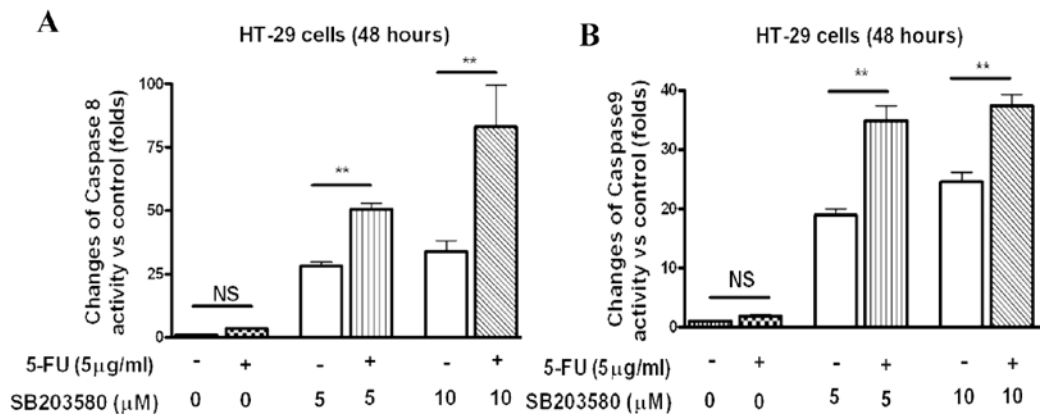 A
HT-29 cells (48 hours)
Changes of Caspase 8
activity vs control (folds)
100
75
50
25
0
NS
**
**
5-FU (5μg/ml) - + - + - +
SB203580 (μM) 0 0 5 5 10 10
B
HT-29 cells (48 hours)
Changes of Caspase9
activity vs control (folds)
40
30
20
10
0
NS
**
**
5-FU (5μg/ml) - + - + - +
SB203580 (μM) 0 0 5 5 10 10